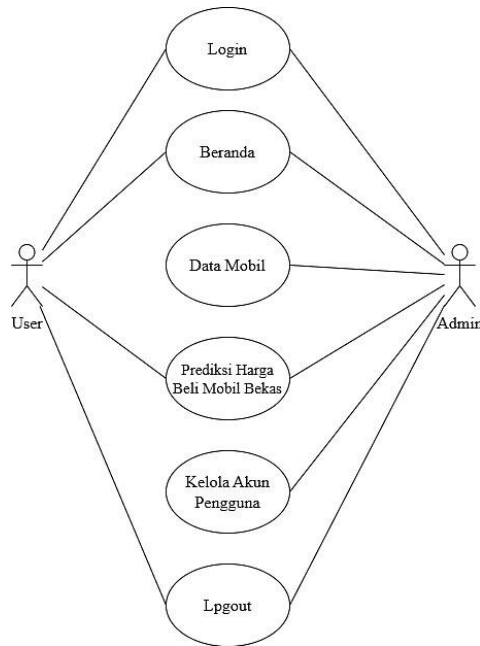 Login
Beranda
Data Mobil
User
Admin
Prediksi Harga
Beli Mobil Bekas
Kelola Akun
Pengguna
Lpgout